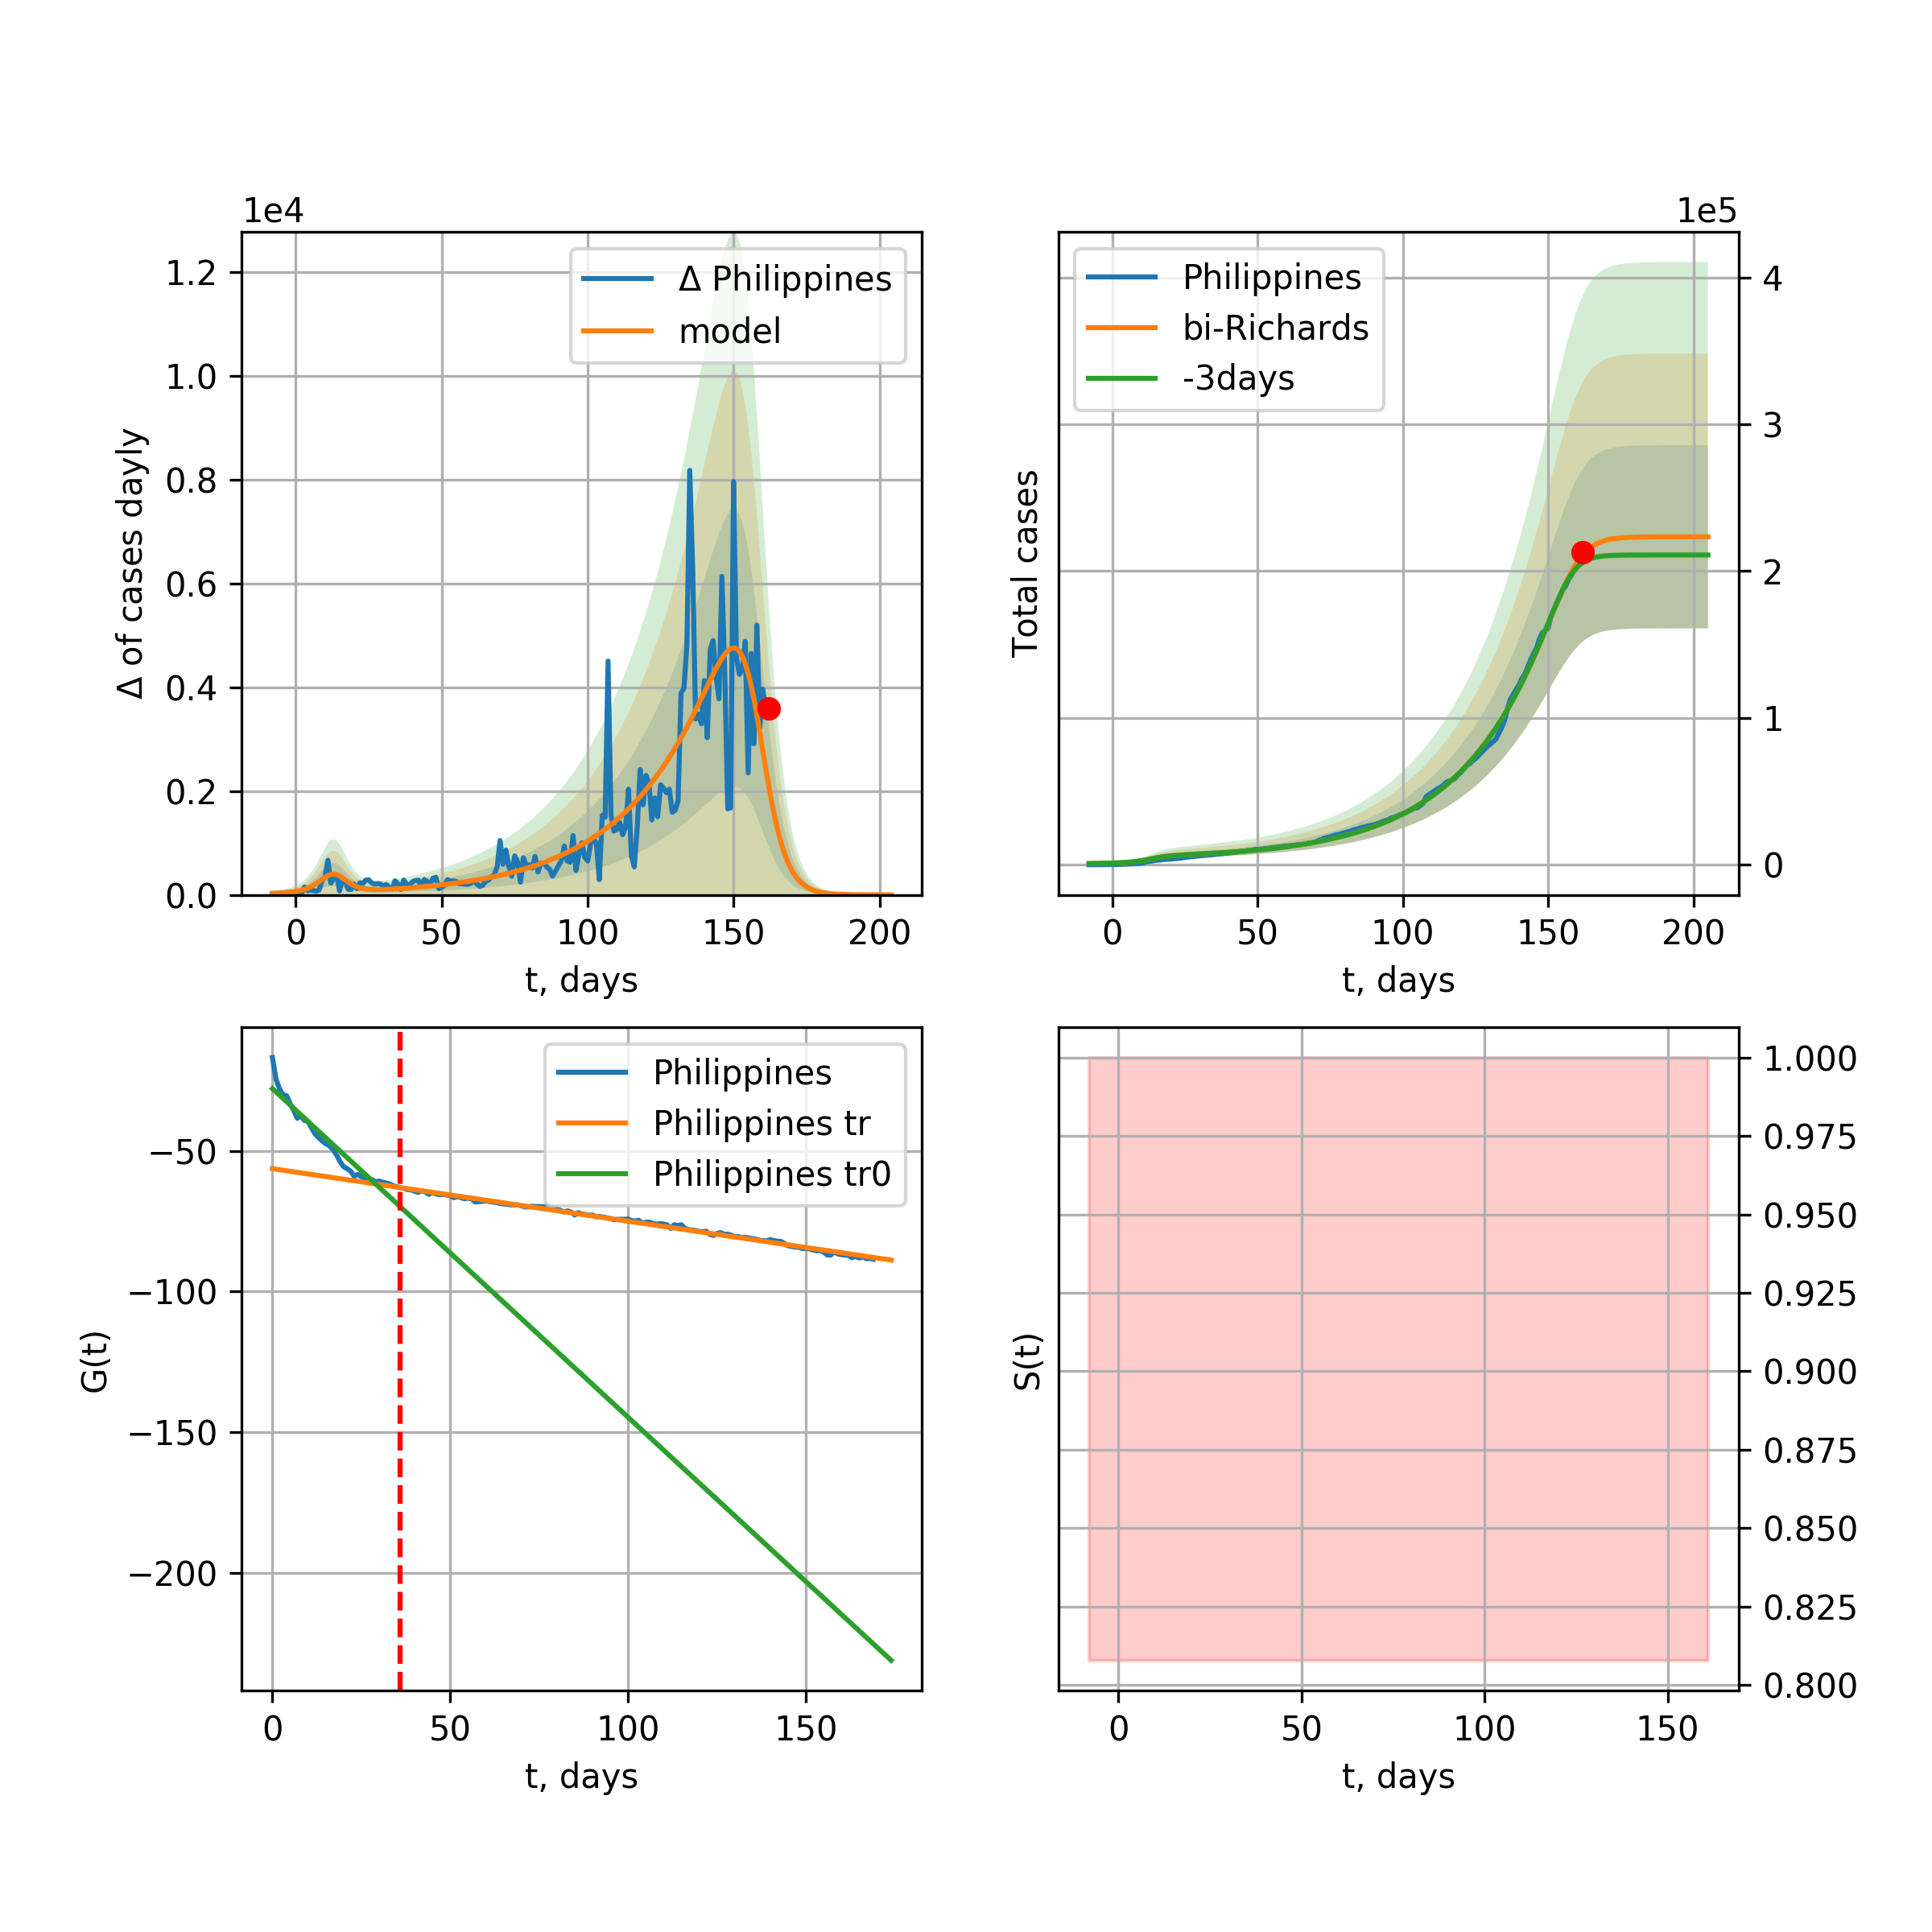 1e4
Δ of cases dayly
1.2
1.0
0.8
0.6
0.4
0.2
0.0
0 50 100 150 200
t, days
Δ Philippines
model
1e5
Total cases
4
3
2
1
0
0 50 100 150 200
t, days
Philippines
bi-Richards
-3days
G(t)
−50
−100
−150
−200
0 50 100 150
t, days
Philippines
Philippines tr
Philippines tr0
S(t)
1.000
0.975
0.950
0.925
0.900
0.875
0.850
0.825
0.800
0 50 100 150
t, days